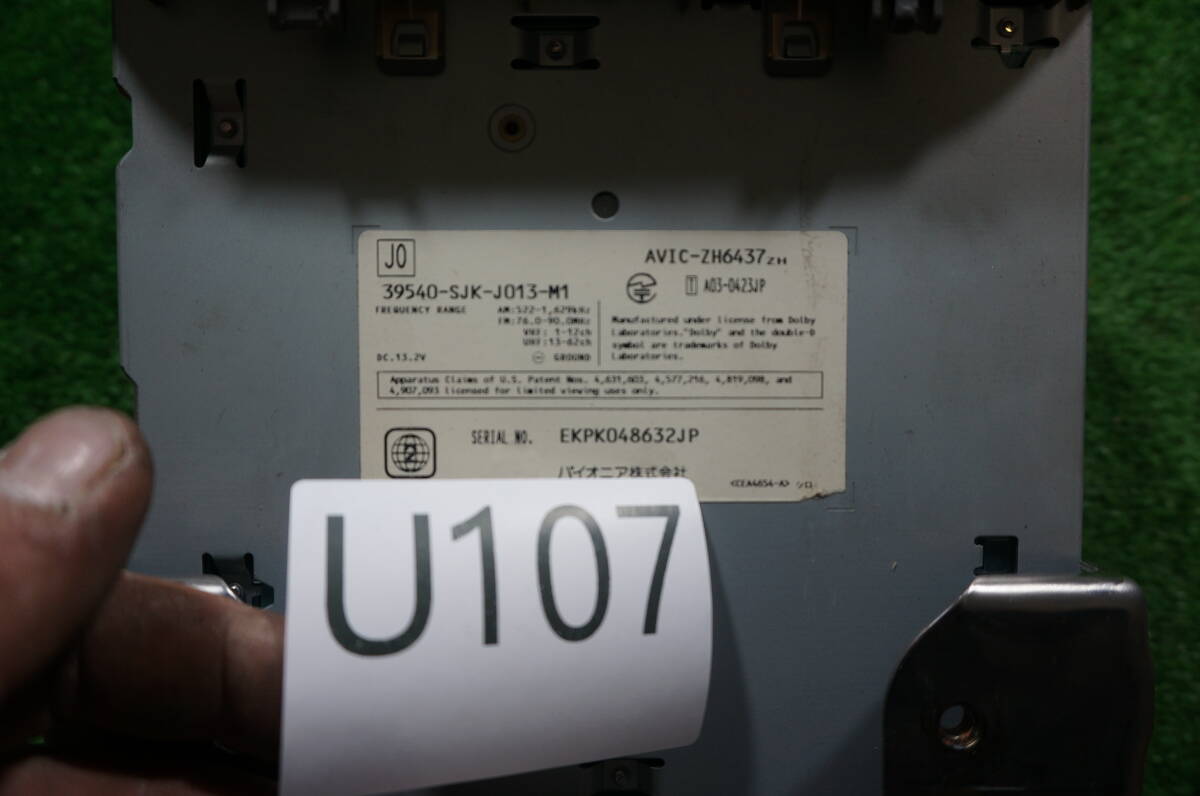 J0
AVIC-ZH6437ZH
39540-SJK-J013-M1
T A03-0423JP
FREQUENCY RANGE AM:522-1,629kHz
FM:76.0-90.0MHz
VHF: 1-12ch
UHF:13-62ch
DC.13.2V
GROUND
Manufactured under license from Dolby
Laboratories."Dolby" and the double-D
symbol are trademarks of Dolby
Laboratories.
Apparatus Claims of U.S. Patent Nos. 4,631,603, 4,577,216, 4,819,098, and
4,907,093 licensed for limited viewing uses only.
2
SERIAL NO. EKPK048632JP
パイオニア株式会社
<CEA4654-A> シロ
U107